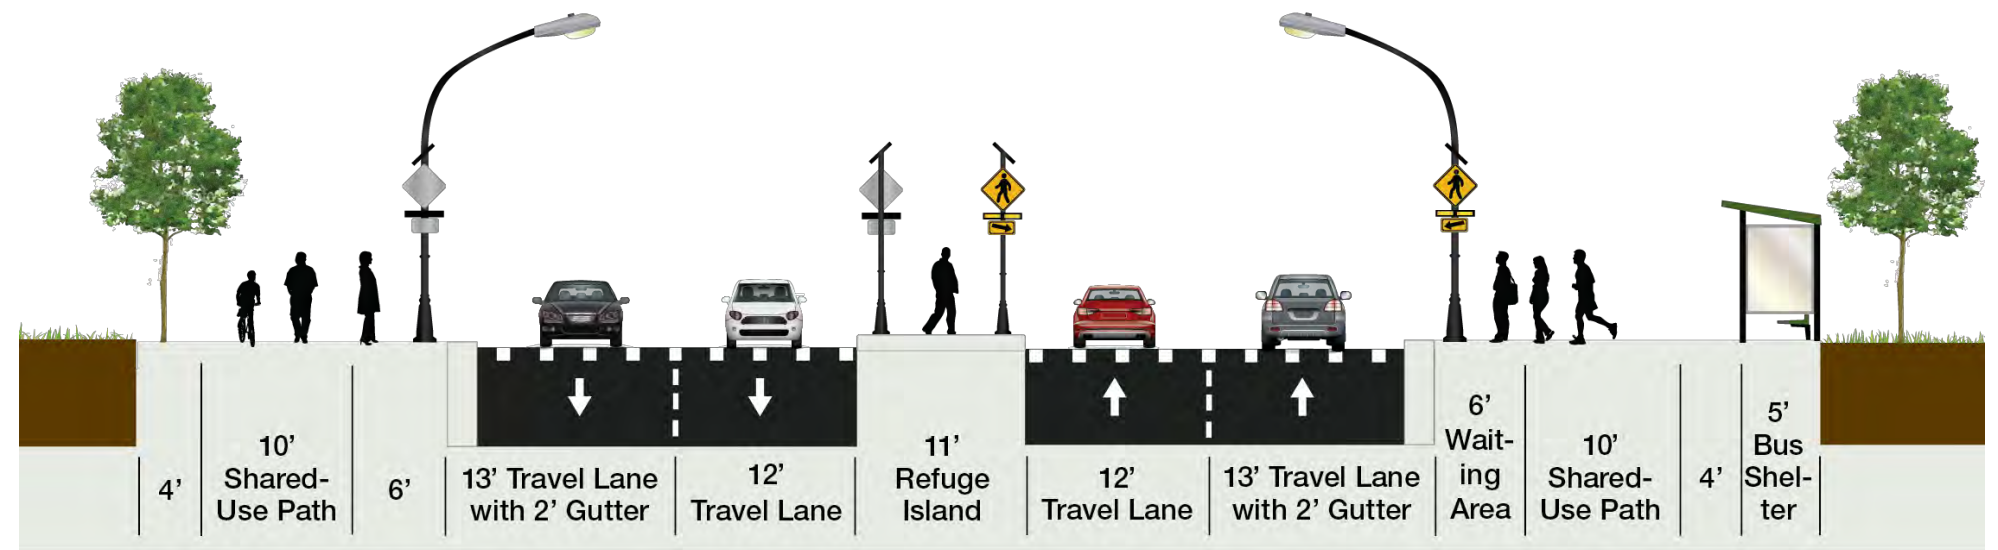 4’
10’
Shared-
Use Path
6’
13’ Travel Lane
with 2’ Gutter
12’
Travel Lane
11’
Refuge
Island
12’
Travel Lane
13’ Travel Lane
with 2’ Gutter
6’
Wait-
ing
Area
10’
Shared-
Use Path
4’
5’
Bus
Shel-
ter